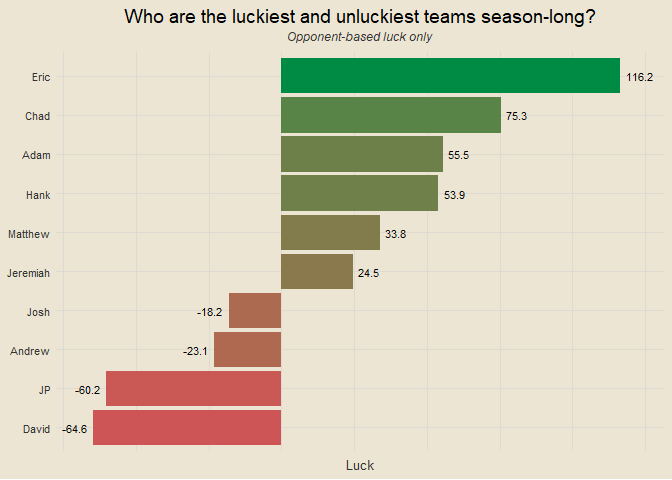 Who are the luckiest and unluckiest teams season-long?
Opponent-based luck only
Eric 116.2
Chad 75.3
Adam 55.5
Hank 53.9
Matthew 33.8
Jeremiah 24.5
Josh -18.2
Andrew -23.1
JP -60.2
David -64.6
Luck